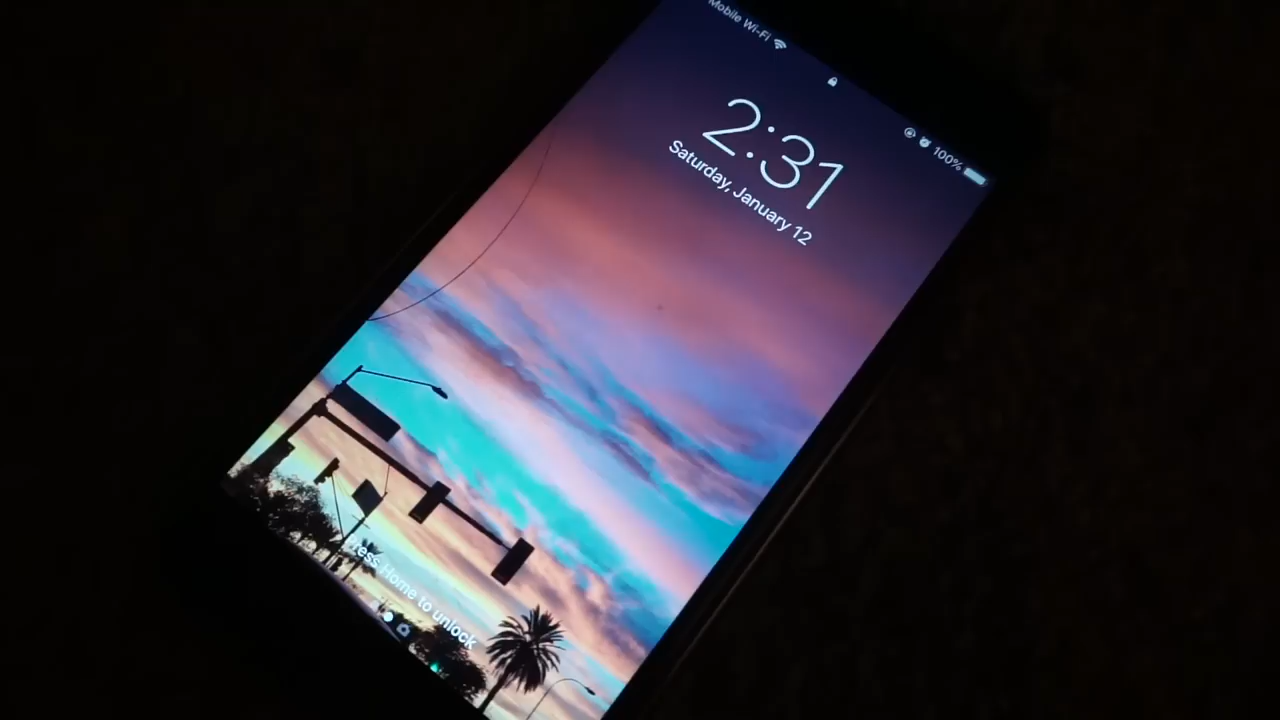 Mobile Wi-Fi
100%
2:31
Saturday, January 12
Press Home to unlock